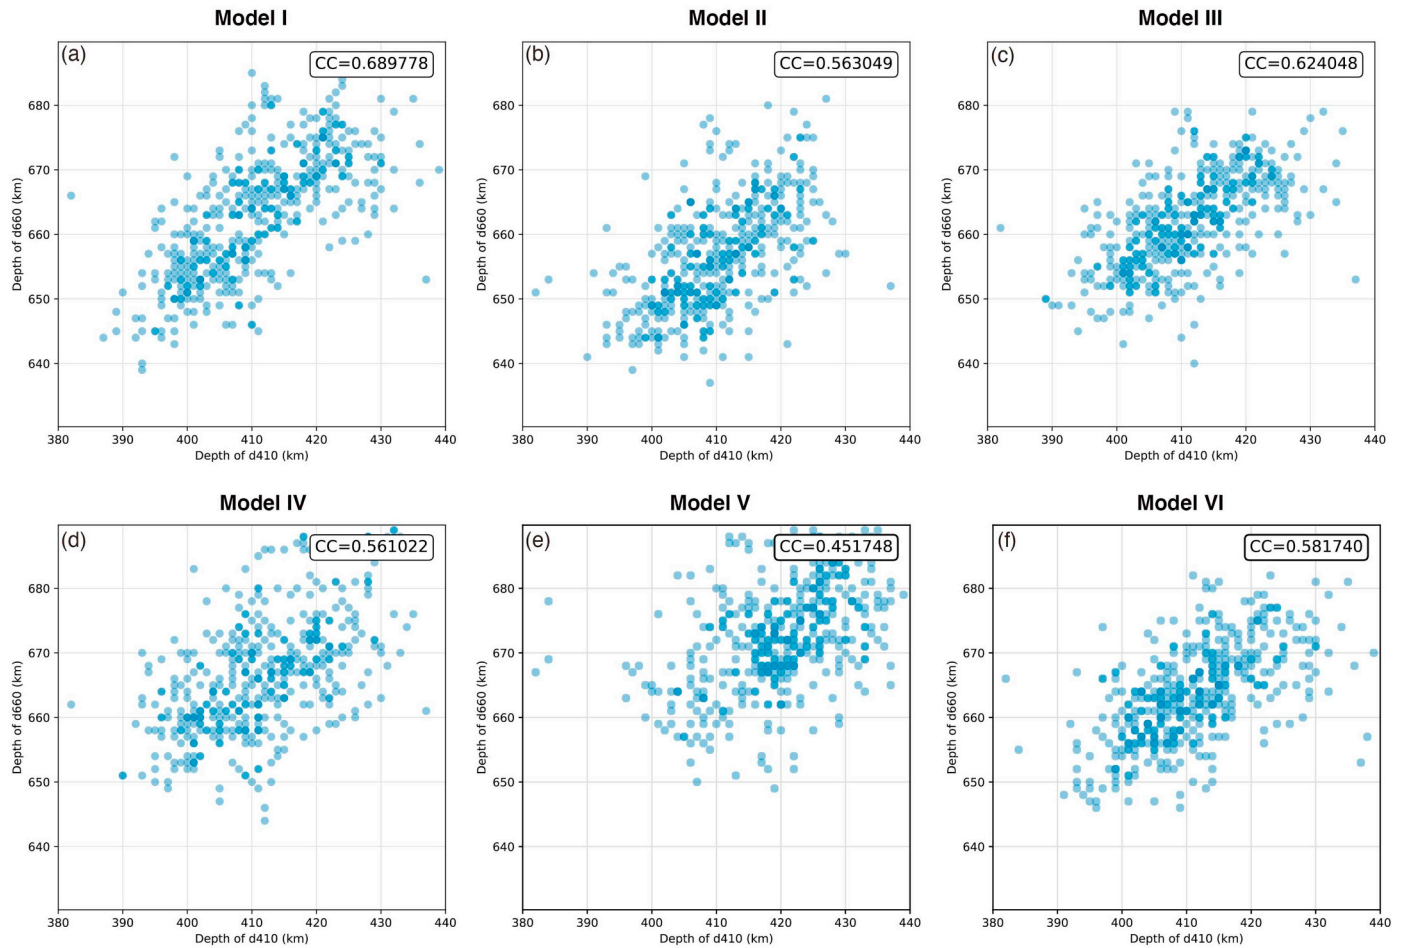 Model I
Model II
Model III
(a)
CC=0.689778
(b)
CC=0.563049
(c)
CC=0.624048
680
670
660
650
640
Depth of d660 (km)
380 390 400 410 420 430 440
Depth of d410 (km)
680
670
660
650
640
Depth of d660 (km)
380 390 400 410 420 430 440
Depth of d410 (km)
680
670
660
650
640
Depth of d660 (km)
380 390 400 410 420 430 440
Depth of d410 (km)
Model IV
Model V
Model VI
(d)
CC=0.561022
(e)
CC=0.451748
(f)
CC=0.581740
680
670
660
650
640
Depth of d660 (km)
380 390 400 410 420 430 440
Depth of d410 (km)
680
670
660
650
640
Depth of d660 (km)
380 390 400 410 420 430 440
Depth of d410 (km)
680
670
660
650
640
Depth of d660 (km)
380 390 400 410 420 430 440
Depth of d410 (km)